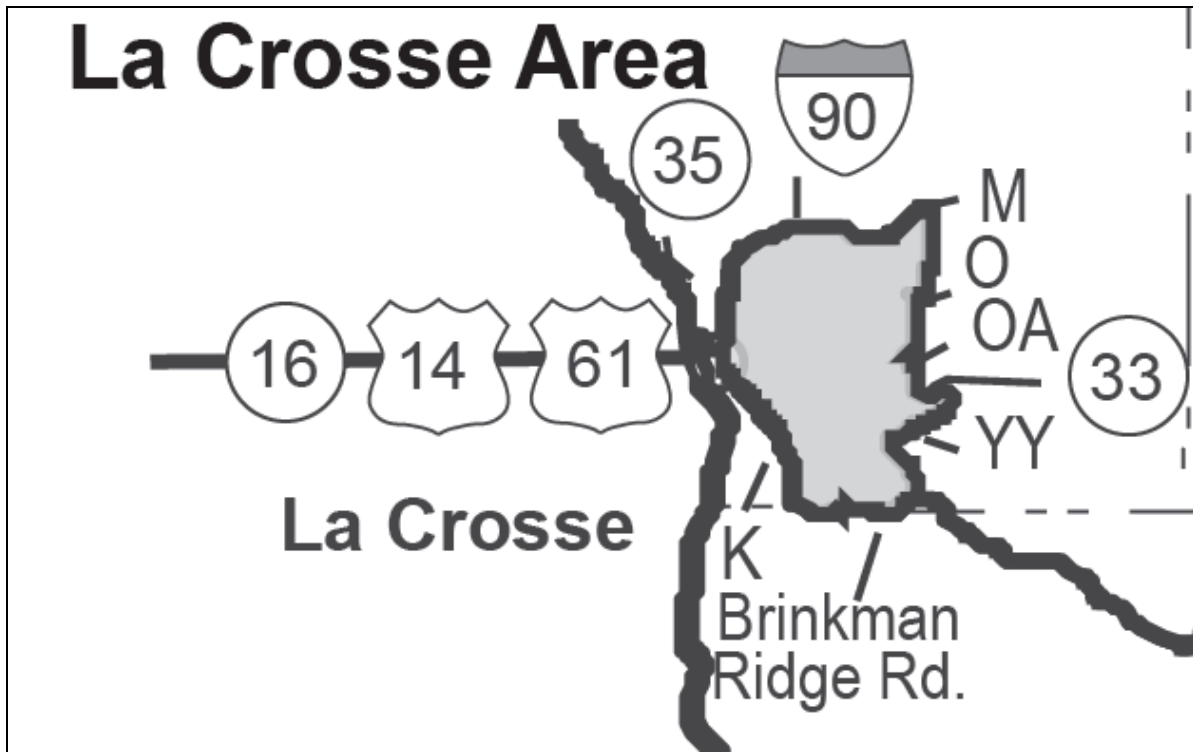 La Crosse Area
90
35
M
O
OA
16
14
61
33
YY
La Crosse
K
Brinkman
Ridge Rd.